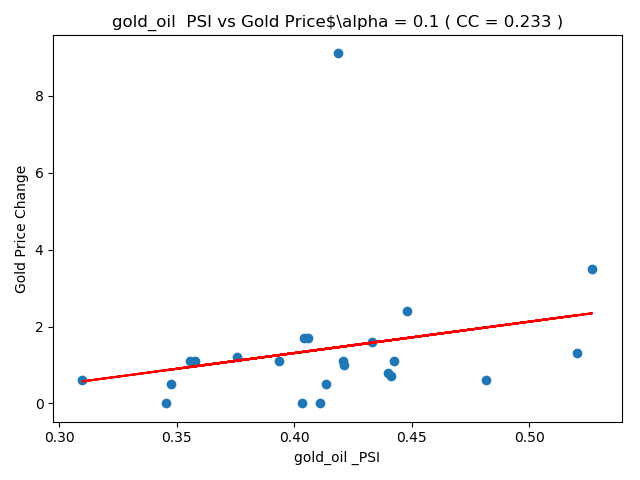 gold_oil  PSI vs Gold Price$\alpha = 0.1 ( CC = 0.233 )
Gold Price Change
8
6
4
2
0
0.30 0.35 0.40 0.45 0.50
gold_oil _PSI